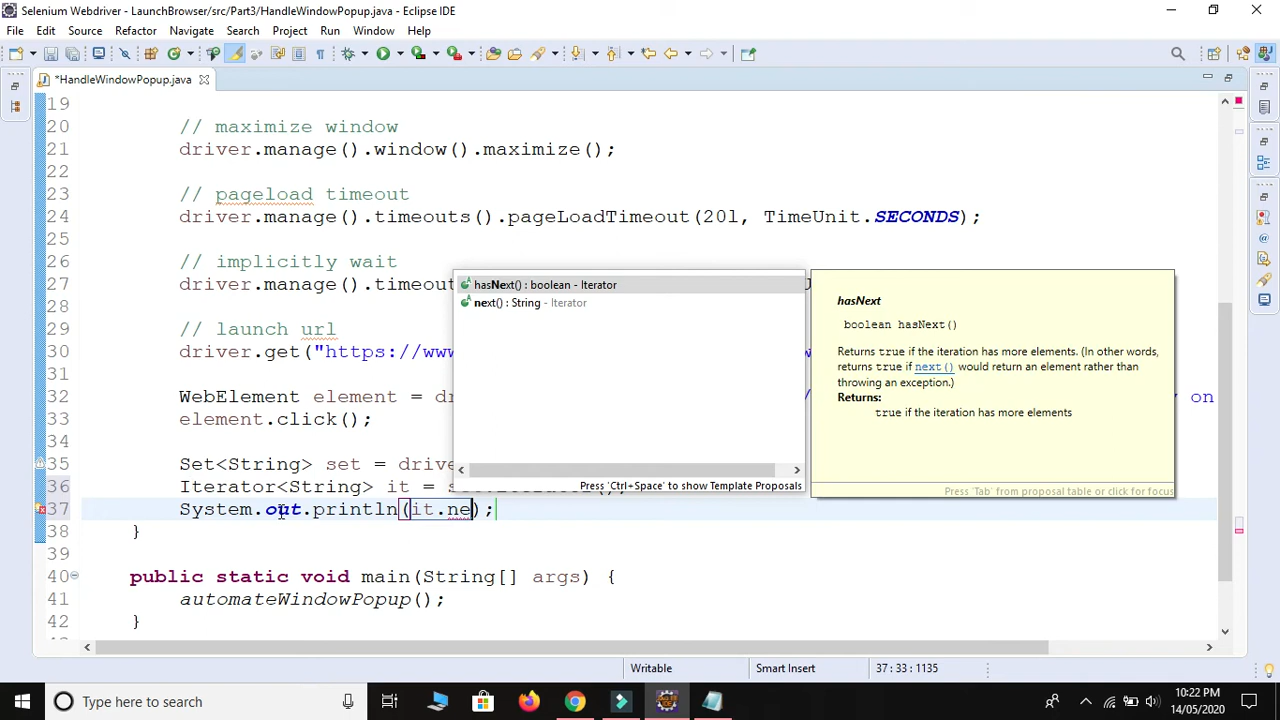 Selenium Webdriver - LaunchBrowser/src/Part3/HandleWindowPopup.java - Eclipse IDE
File Edit Source Refactor Navigate Search Project Run Window Help
*HandleWindowPopup.java
19
20 // maximize window
21 driver.manage().window().maximize();
22
23 // pageload timeout
24 driver.manage().timeouts().pageLoadTimeout(20l, TimeUnit.SECONDS);
25
26 // implicitly wait
27 driver.manage().timeout
28
29 // launch url
30 driver.get("https://ww
31
32 WebElement element = dr y on
33 element.click();
34
35 Set<String> set = drive
36 Iterator<String> it =
37 System.out.println(it.ne);
38 }
39
40 public static void main(String[] args) {
41 automateWindowPopup();
42 }
hasNext() : boolean - Iterator
next() : String - Iterator
Press 'Ctrl+Space' to show Template Proposals
hasNext
boolean hasNext()
Returns true if the iteration has more elements. (In other words,
returns true if next() would return an element rather than
throwing an exception.)
Returns:
true if the iteration has more elements
Press 'Tab' from proposal table or click for focus
Writable Smart Insert 37 : 33 : 1135
Type here to search
10:22 PM
14/05/2020